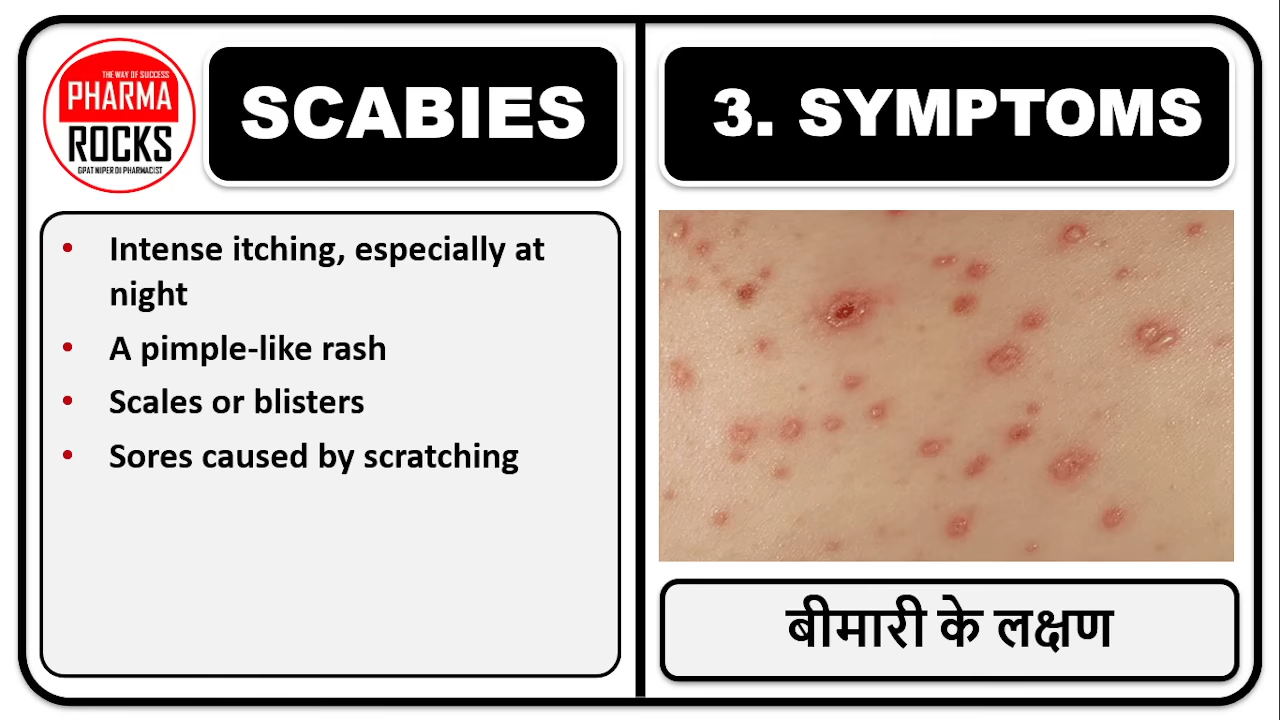 THE WAY OF SUCCESS
PHARMA
ROCKS
GPAT NIPER DI PHARMACIST
SCABIES
• Intense itching, especially at
night
• A pimple-like rash
• Scales or blisters
• Sores caused by scratching
3. SYMPTOMS
बीमारी के लक्षण